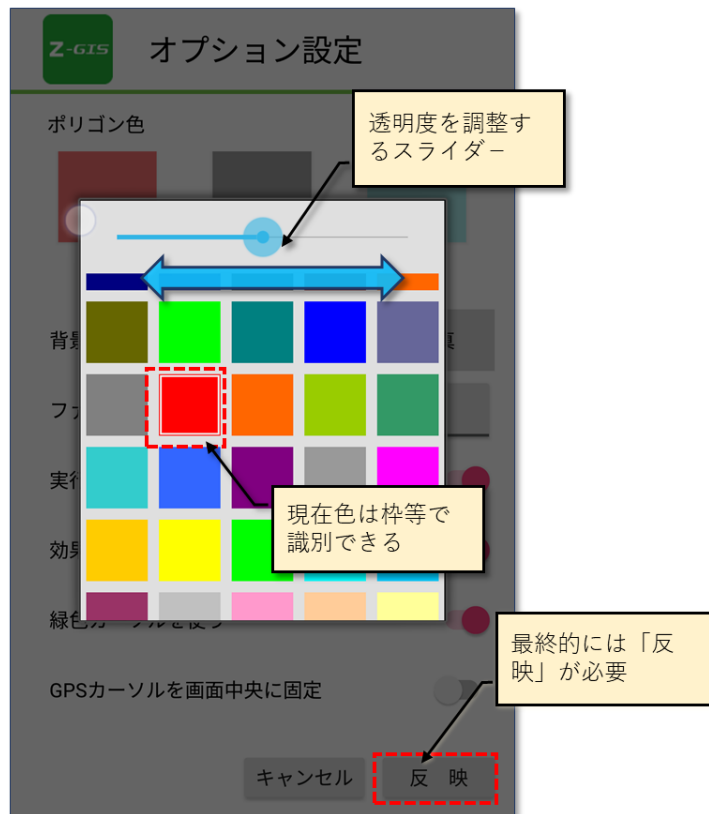 Z-GIS
オプション設定
ポリゴン色
透明度を調整す
るスライダ－
背景
ファ
実行
現在色は枠等で
識別できる
効果
緑色カーソルを使う
最終的には「反
映」が必要
GPSカーソルを画面中央に固定
キャンセル
反 映